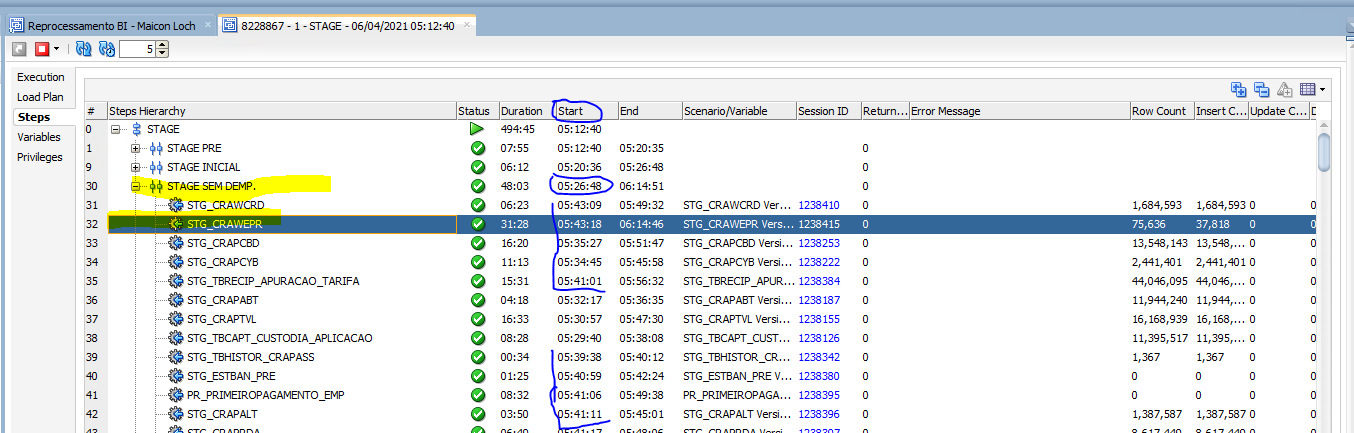 Reprocessamento BI - Maicon Loch × 8228867 - 1 - STAGE - 06/04/2021 05:12:40 ×
5
Execution
Load Plan
Steps
Variables
Privileges
# Steps Hierarchy Status Duration Start End Scenario/Variable Session ID Return... Error Message Row Count Insert C... Update C... D
0 STAGE 494:45 05:12:40
1 STAGE PRE 07:55 05:12:40 05:20:35 0
9 STAGE INICIAL 06:12 05:20:36 05:26:48 0
30 STAGE SEM DEMP. 48:03 05:26:48 06:14:51 0
31 STG_CRAWCRD 06:23 05:43:09 05:49:32 STG_CRAWCRD Versi... 1238410 0 1,684,593 1,684,593 0 0
32 STG_CRAWEPR 31:28 05:43:18 06:14:46 STG_CRAWEPR Vers... 1238415 0 75,636 37,818 0 0
33 STG_CRAPCBD 16:20 05:35:27 05:51:47 STG_CRAPCBD Versi... 1238253 0 13,548,143 13,548,... 0 0
34 STG_CRAPCYB 11:13 05:34:45 05:45:58 STG_CRAPCYB Versi... 1238222 0 2,441,401 2,441,401 0 0
35 STG_TBRECIP_APURACAO_TARIFA 15:31 05:41:01 05:56:32 STG_TBRECIP_APUR... 1238384 0 44,046,095 44,046,... 0 0
36 STG_CRAPABT 04:18 05:32:17 05:36:35 STG_CRAPABT Versi... 1238187 0 11,944,240 11,944,... 0 0
37 STG_CRAPTVL 16:33 05:30:57 05:47:30 STG_CRAPTVL Versi... 1238155 0 16,168,939 16,168,... 0 0
38 STG_TBCAPT_CUSTODIA_APLICACAO 08:28 05:29:40 05:38:08 STG_TBCAPT_CUST... 1238126 0 11,395,517 11,395,... 0 0
39 STG_TBHISTOR_CRAPASS 00:34 05:39:38 05:40:12 STG_TBHISTOR_CR... 1238342 0 1,367 1,367 0 0
40 STG_ESTBAN_PRE 01:25 05:40:59 05:42:24 STG_ESTBAN_PRE V... 1238380 0 0 0 0 0
41 PR_PRIMEIROPAGAMENTO_EMP 08:32 05:41:06 05:49:38 PR_PRIMEIROPAGA... 1238395 0 0 0 0 0
42 STG_CRAPALT 03:50 05:41:11 05:45:01 STG_CRAPALT Versi... 1238396 0 1,387,587 1,387,587 0 0